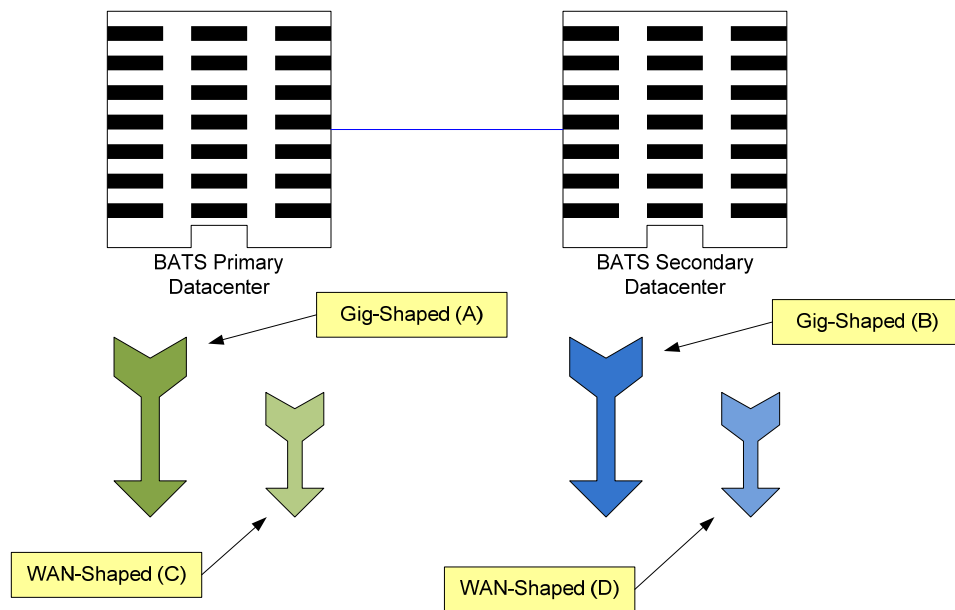 BATS Primary
Datacenter
BATS Secondary
Datacenter
Gig-Shaped (A)
Gig-Shaped (B)
WAN-Shaped (C)
WAN-Shaped (D)